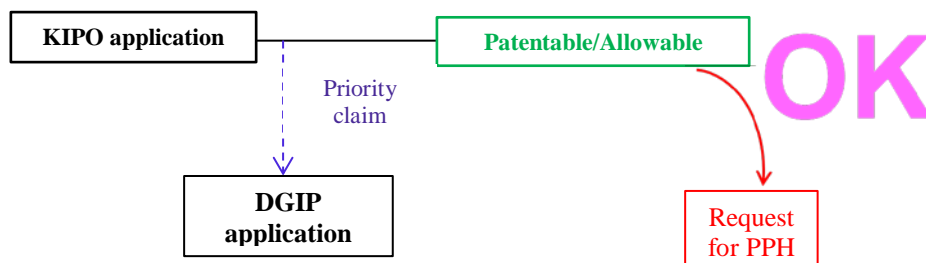 KIPO application
Patentable/Allowable
OK
Priority
claim
DGIP
application
Request
for PPH